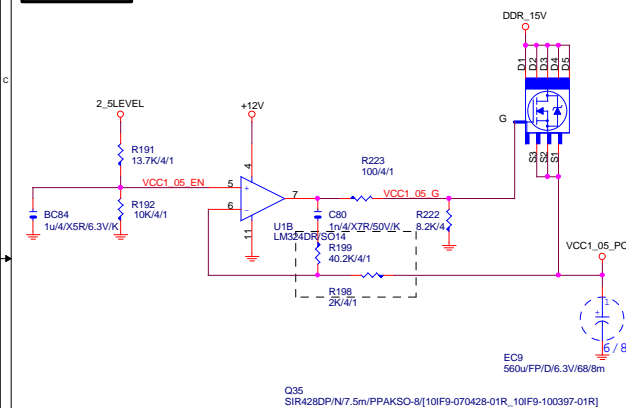 DDR_15V
D1
D2
D3
D4
D5
C
2_5LEVEL
+12V
G
S3
S2
S1
R191
13.7K/4/1
4
R223
100/4/1
VCC1_05_EN
5
+
7
VCC1_05_G
6
-
BC84
1u/4/X5R/6.3V/K
R192
10K/4/1
11
U1B
LM324DR/SO14
C80
1n/4/X7R/50V/K
R222
8.2K/4
R199
40.2K/4/1
VCC1_05_PC
R198
2K/4/1
1
+
6/8
EC9
560u/FP/D/6.3V/68/8m
Q35
SIR428DP/N/7.5m/PPAKSO-8/[10IF9-070428-01R_10IF9-100397-01R]